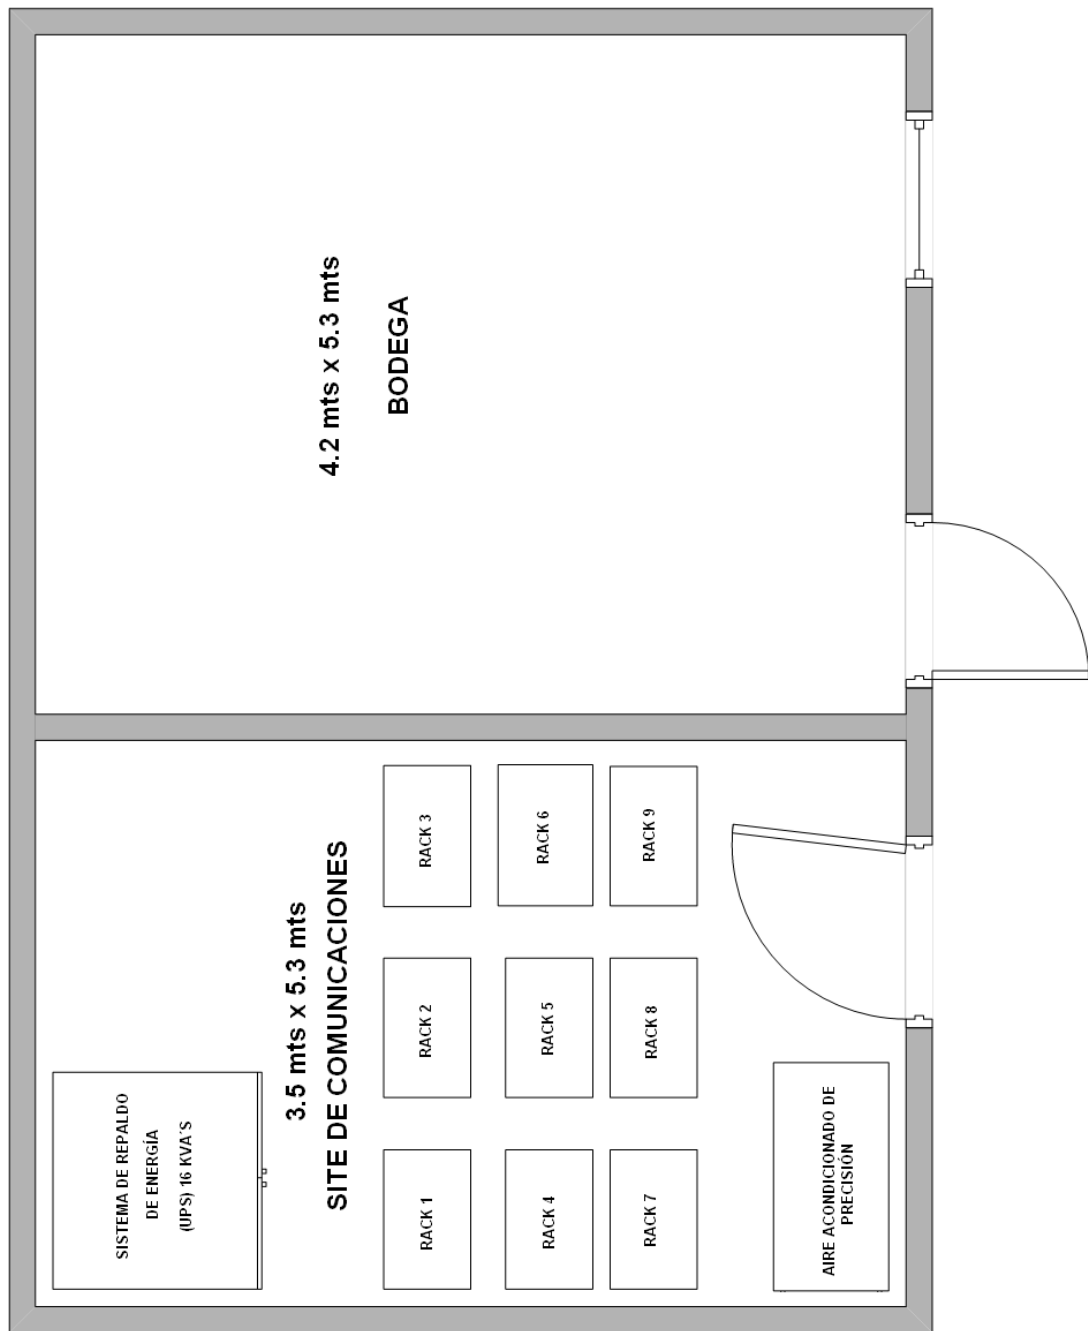 4.2 mts x 5.3 mts
BODEGA
3.5 mts x 5.3 mts
SITE DE COMUNICACIONES
SISTEMA DE REPALDO
DE ENERGÍA
(UPS) 16 KVA´S
RACK 1
RACK 2
RACK 3
RACK 4
RACK 5
RACK 6
RACK 7
RACK 8
RACK 9
AIRE ACONDICIONADO DE
PRECISIÓN